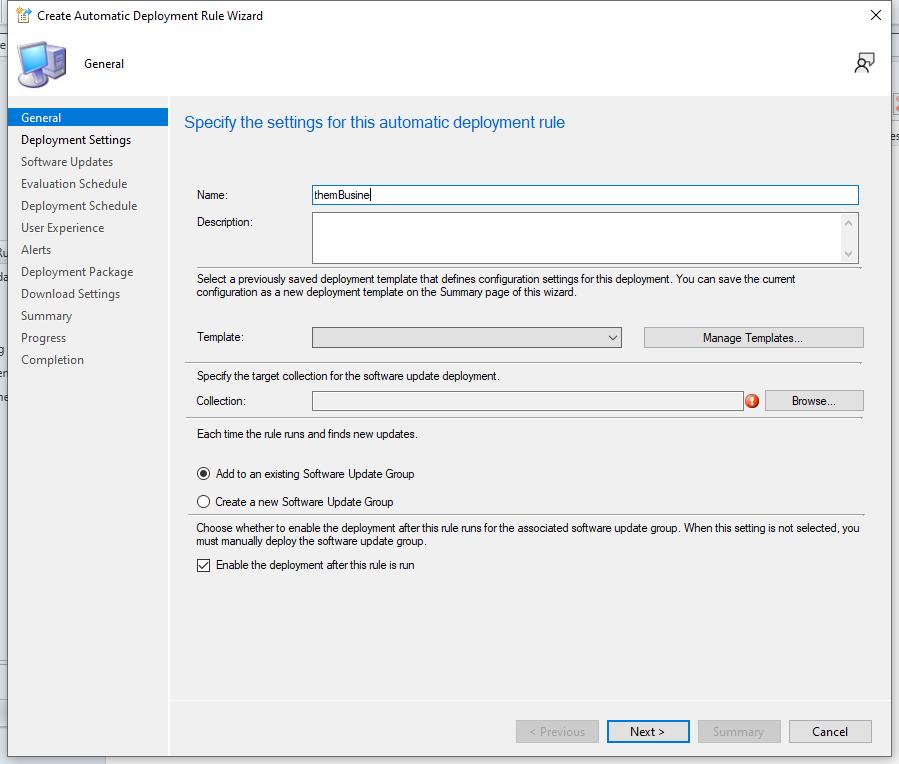 Create Automatic Deployment Rule Wizard
General
General
Deployment Settings
Software Updates
Evaluation Schedule
Deployment Schedule
User Experience
Alerts
Deployment Package
Download Settings
Summary
Progress
Completion
Specify the settings for this automatic deployment rule
Name: themBusine
Description:
Select a previously saved deployment template that defines configuration settings for this deployment. You can save the current
configuration as a new deployment template on the Summary page of this wizard.
Template: Manage Templates...
Specify the target collection for the software update deployment.
Collection: Browse...
Each time the rule runs and finds new updates.
Add to an existing Software Update Group
Create a new Software Update Group
Choose whether to enable the deployment after this rule runs for the associated software update group. When this setting is not selected, you
must manually deploy the software update group.
Enable the deployment after this rule is run
< Previous Next > Summary Cancel